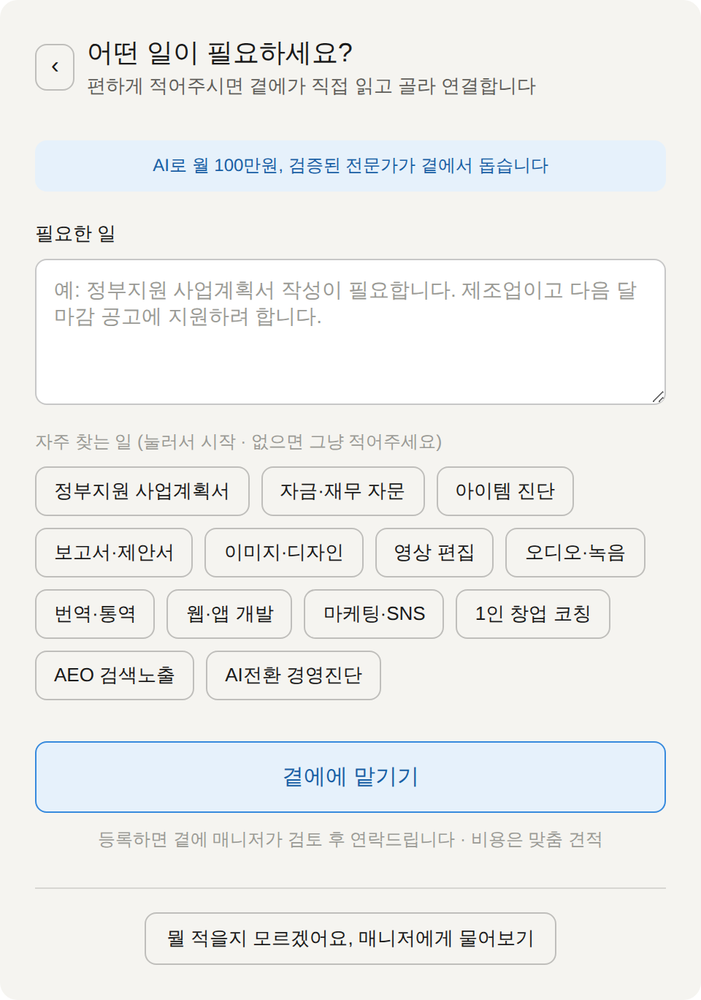 ‹
어떤 일이 필요하세요?
편하게 적어주시면 곁에가 직접 읽고 골라 연결합니다
AI로 월 100만원, 검증된 전문가가 곁에서 돕습니다
필요한 일
예: 정부지원 사업계획서 작성이 필요합니다. 제조업이고 다음 달
마감 공고에 지원하려 합니다.
자주 찾는 일 (눌러서 시작 · 없으면 그냥 적어주세요)
정부지원 사업계획서 자금·재무 자문 아이템 진단
보고서·제안서 이미지·디자인 영상 편집 오디오·녹음
번역·통역 웹·앱 개발 마케팅·SNS 1인 창업 코칭
AEO 검색노출 AI전환 경영진단
곁에에 맡기기
등록하면 곁에 매니저가 검토 후 연락드립니다 · 비용은 맞춤 견적
뭘 적을지 모르겠어요, 매니저에게 물어보기